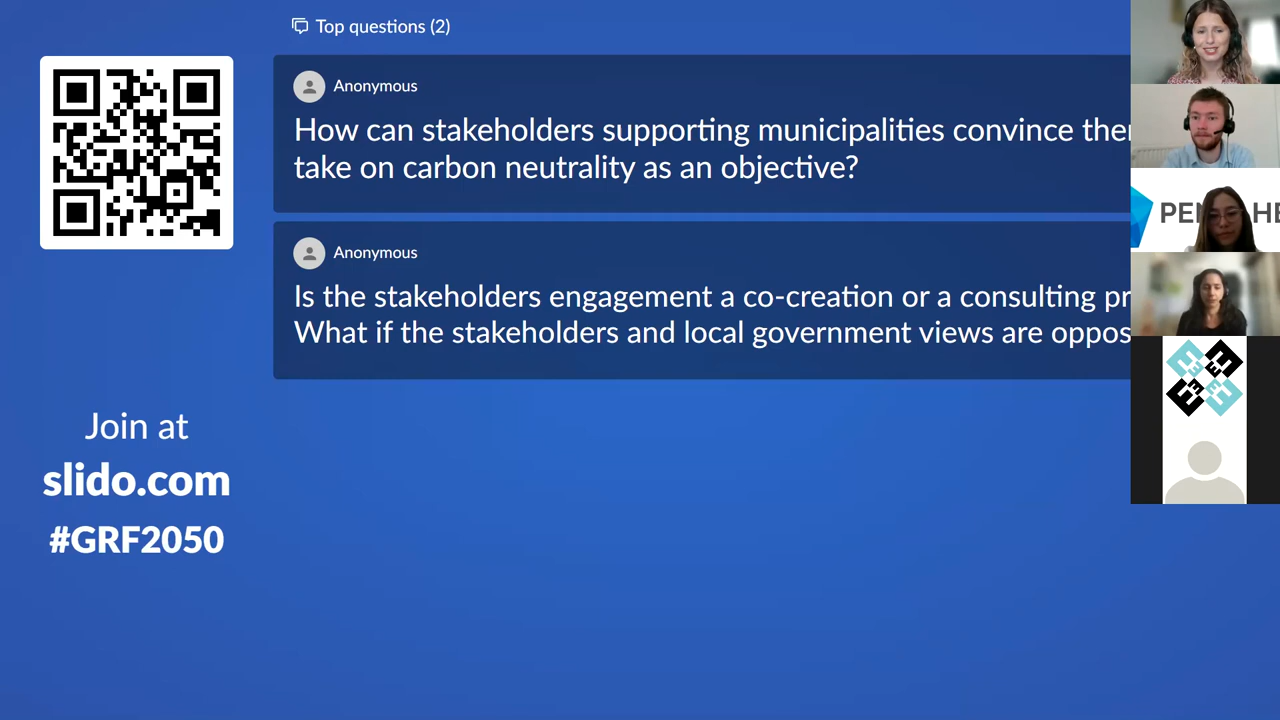 Top questions (2)
Anonymous
How can stakeholders supporting municipalities convince
take on carbon neutrality as an objective?
Anonymous
Is the stakeholders engagement a co-creation or a consulting
What if the stakeholders and local government views are
Join at
slido.com
#GRF2050